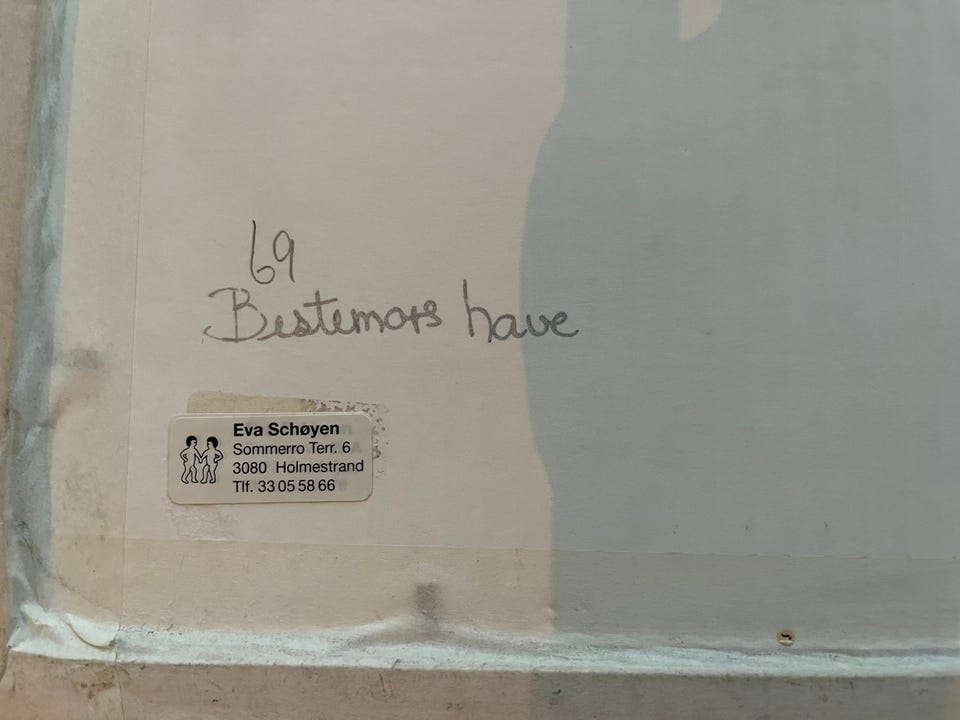 69
Bestemors have
Eva Schøyen
Sommerro Terr. 6
3080 Holmestrand
Tlf. 33 05 58 66